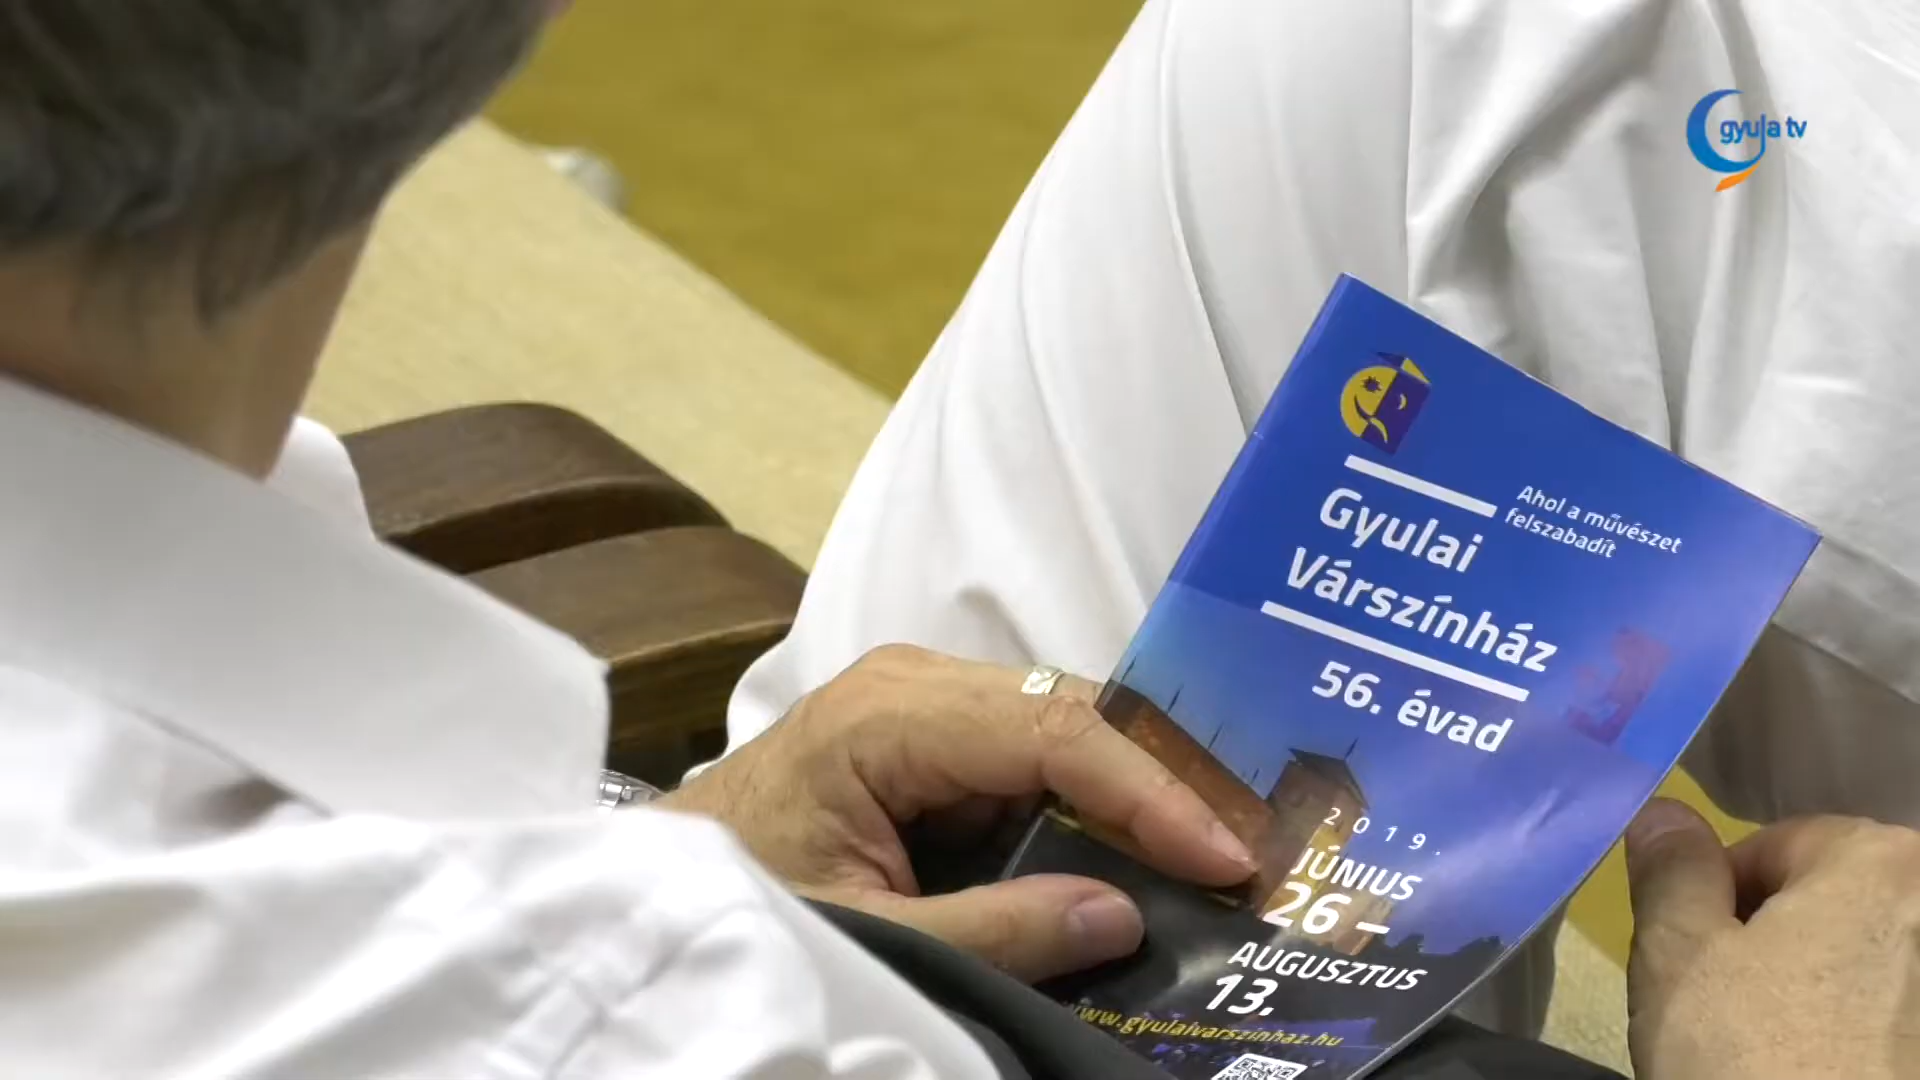 gyula tv
Ahol a művészet
felszabadít
Gyulai
Várszínház
56. évad
2019.
JÚNIUS
26 –
AUGUSZTUS
13.
www.gyulaivarszinhaz.hu